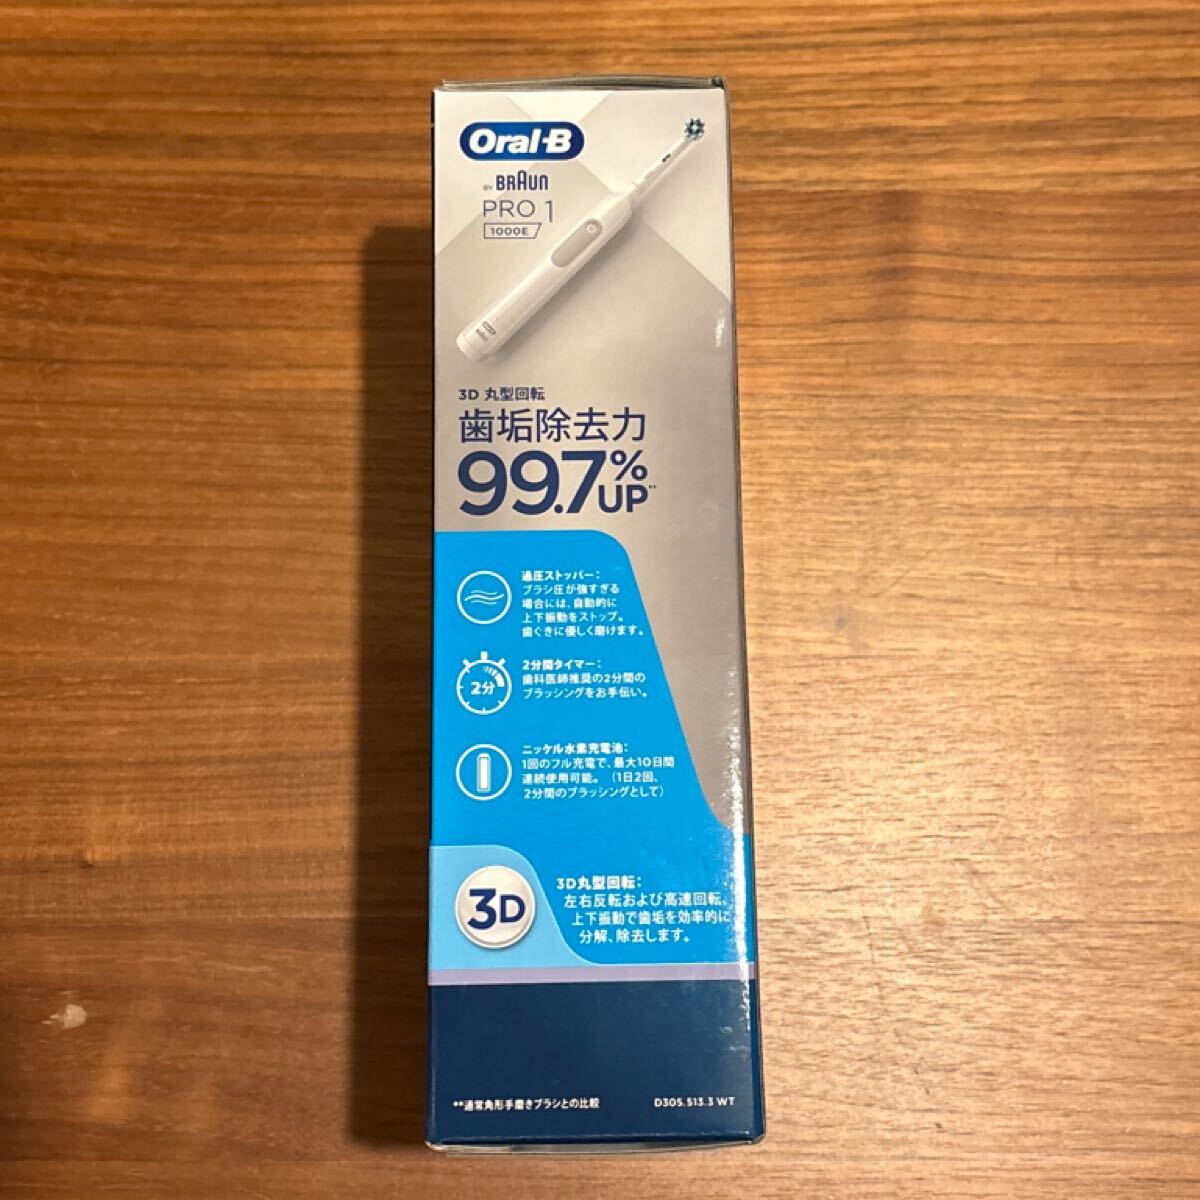 Oral-B
BY BRAUN
PRO 1
1000E
3D 丸型回転
歯垢除去力
99.7%UP**
過圧ストッパー：
ブラシ圧が強すぎる
場合には、自動的に
上下振動をストップ。
歯ぐきに優しく磨けます。
2分
2分間タイマー：
歯科医師推奨の2分間の
ブラッシングをお手伝い。
ニッケル水素充電池：
1回のフル充電で、最大10日間
連続使用可能。（1日2回、
2分間のブラッシングとして）
3D
3D丸型回転：
左右反転および高速回転、
上下振動で歯垢を効率的に
分解、除去します。
**通常角形手磨きブラシとの比較
D305.513.3 WT